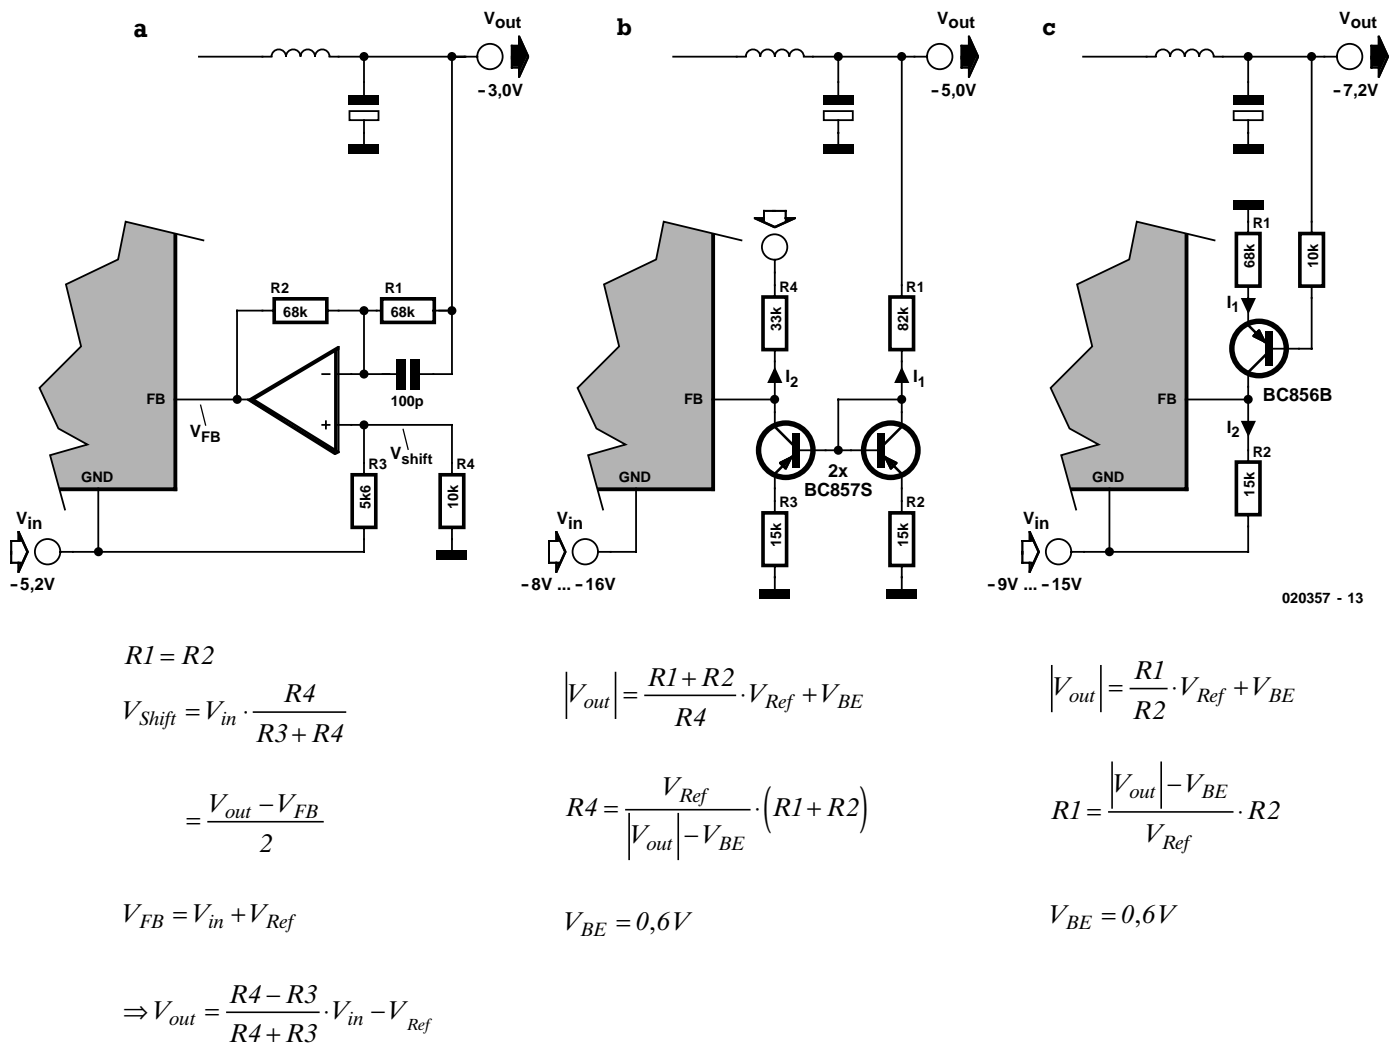 a
Vout
–3,0V
R2
68k
R1
68k
100p
–
+
FB
VFB
Vshift
R3
5k6
R4
10k
GND
Vin
–5,2V
b
Vout
–5,0V
R4
33k
R1
82k
I2
I1
FB
2x
BC857S
GND
R3
15k
R2
15k
Vin
–8V ... –16V
c
Vout
–7,2V
R1
68k
10k
I1
BC856B
FB
I2
R2
15k
GND
Vin
–9V ... –15V
020357 - 13
R1 = R2
VShift = Vin · R4 / (R3 + R4)
= (Vout – VFB) / 2
VFB = Vin + VRef
⇒ Vout = (R4 – R3) / (R4 + R3) · Vin – VRef
|Vout| = (R1 + R2) / R4 · VRef + VBE
R4 = VRef / (|Vout| – VBE) · (R1 + R2)
VBE = 0,6V
|Vout| = R1 / R2 · VRef + VBE
R1 = (|Vout| – VBE) / VRef · R2
VBE = 0,6V